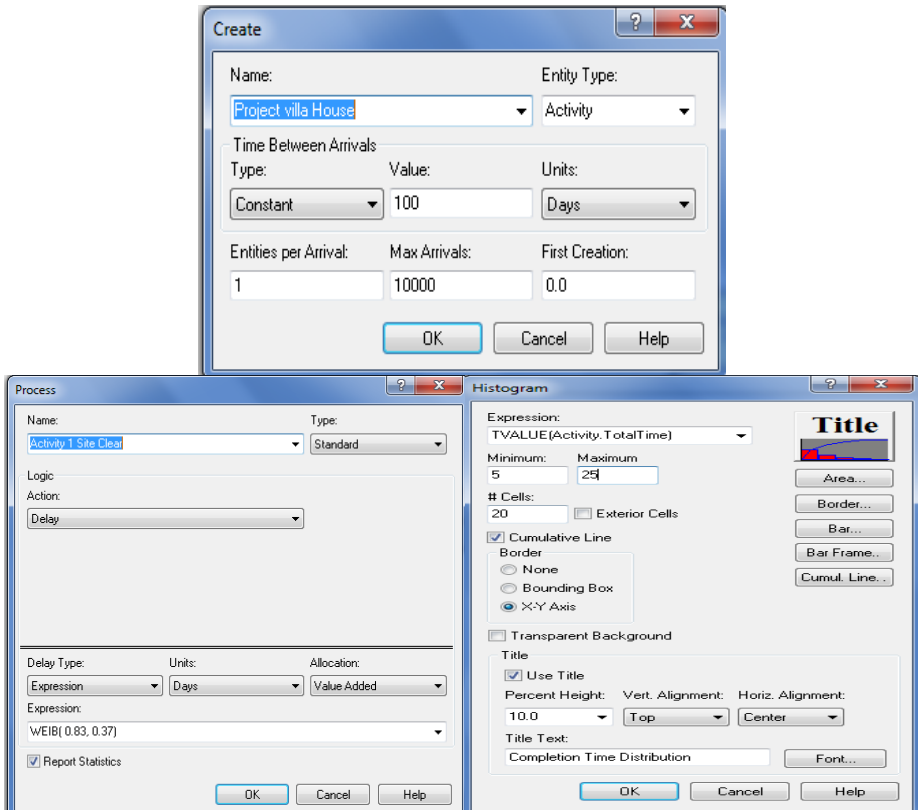 Create
Name: Entity Type:
Project villa House Activity
Time Between Arrivals
Type: Value: Units:
Constant 100 Days
Entities per Arrival: Max Arrivals: First Creation:
1 10000 0.0
OK Cancel Help
Process
Name: Type:
Activity 1 Site Clear Standard
Logic
Action:
Delay
Delay Type: Units: Allocation:
Expression Days Value Added
Expression:
WEIB( 0.83, 0.37)
Report Statistics
OK Cancel Help
Histogram
Expression:
TVALUE(Activity.TotalTime)
Title
Minimum: Maximum
5 25
Area...
# Cells:
20 Exterior Cells
Border...
Cumulative Line
Bar...
Border
None
Bar Frame..
Bounding Box
Cumul. Line. .
X-Y Axis
Transparent Background
Title
Use Title
Percent Height: Vert. Alignment: Horiz. Alignment:
10.0 Top Center
Title Text:
Completion Time Distribution Font...
OK Cancel Help